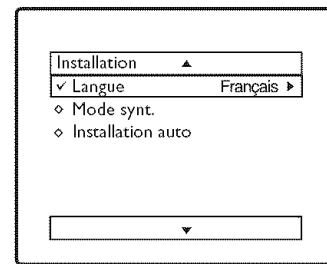 Installation ▲
✓ Langue Français ▶
◇ Mode synt.
◇ Installation auto
▼